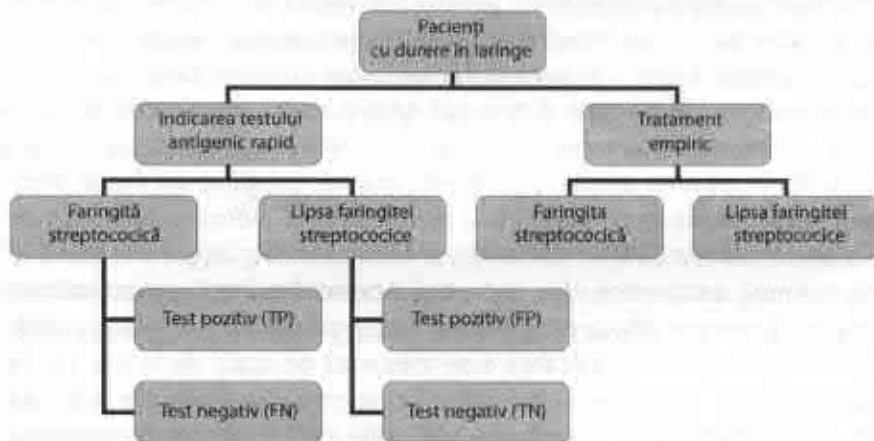 Pacienți
cu durere în laringe
Indicarea testului
antigenic rapid
Tratament
empiric
Faringită
streptococică
Lipsa faringitei
streptococice
Faringita
streptococică
Lipsa faringitei
streptococice
Test pozitiv (TP)
Test pozitiv (FP)
Test negativ (FN)
Test negativ (TN)